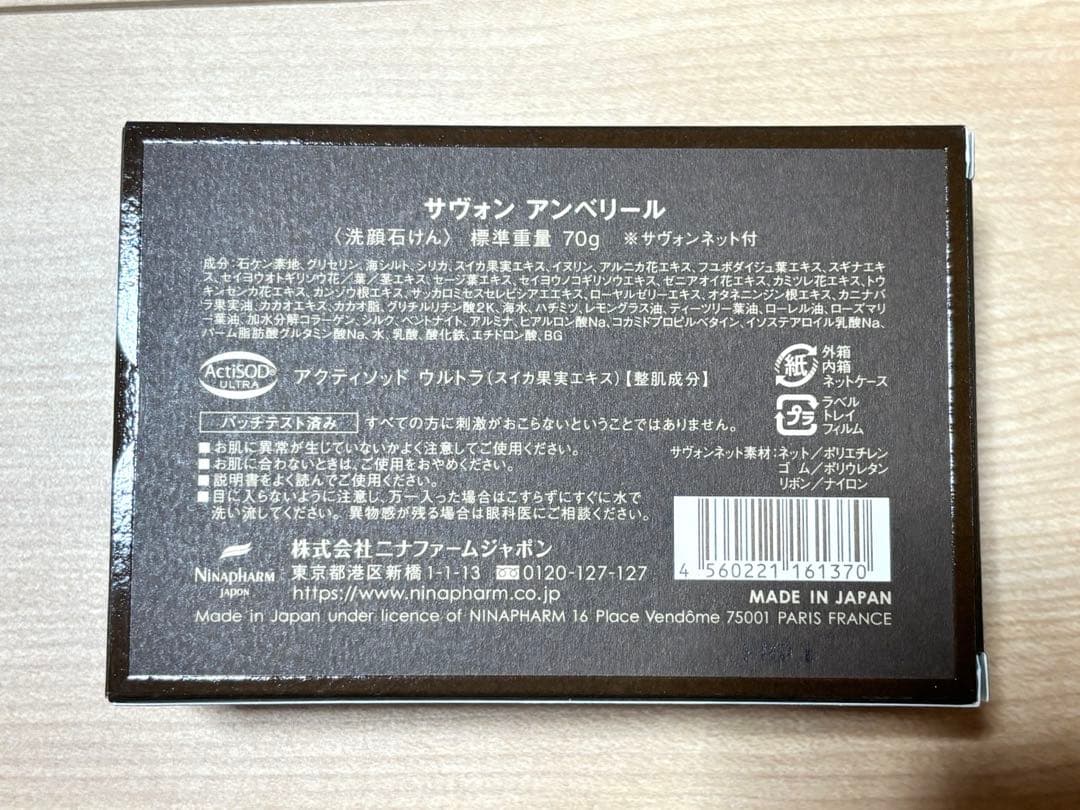 サヴォン アンベリール
〈洗顔石けん〉 標準重量 70g ※サヴォンネット付
成分:石ケン素地、グリセリン、海シルト、シリカ、スイカ果実エキス、イヌリン、アルニカ花エキス、フユボダイジュ葉エキス、スギナエキ
ス、セイヨウオトギリソウ花/葉/茎エキス、セージ葉エキス、セイヨウノコギリソウエキス、ゼニアオイ花エキス、カミツレ花エキス、トウ
キンセンカ花エキス、カンゾウ根エキス、サッカロミセスセレビシアエエキス、ローヤルゼリーエキス、オタネニンジン根エキス、カニナバ
ラ果実油、カカオエキス、カカオ脂、グリチルリチン酸2K、海水、ハチミツ、レモングラス油、ティーツリー葉油、ローレル油、ローズマリ
ー葉油、加水分解コラーゲン、シルク、ベントナイト、アルミナ、ヒアルロン酸Na、コカミドプロピルベタイン、イソステアロイル乳酸Na、
パーム脂肪酸グルタミン酸Na、水、乳酸、酸化鉄、エチドロン酸、BG
ActiSOD®
ULTRA
アクティソッド ウルトラ(スイカ果実エキス)【整肌成分】
紙
外箱
内箱
ネットケース
プラ
ラベル
トレイ
フィルム
パッチテスト済み すべての方に刺激がおこらないということではありません。
■お肌に異常が生じていないかよく注意してご使用ください。
■お肌に合わないときは、ご使用をおやめください。
■説明書をよく読んでご使用ください。
■目に入らないように注意し、万一入った場合はこすらずにすぐに水で
洗い流してください。異物感が残る場合は眼科医にご相談ください。
サヴォンネット素材:ネット/ポリエチレン
ゴム/ポリウレタン
リボン/ナイロン
NINAPHARM
JAPON
株式会社ニナファームジャポン
東京都港区新橋1-1-13 0120-127-127
https://www.ninapharm.co.jp
4 560221 161370
MADE IN JAPAN
Made in Japan under licence of NINAPHARM 16 Place Vendôme 75001 PARIS FRANCE